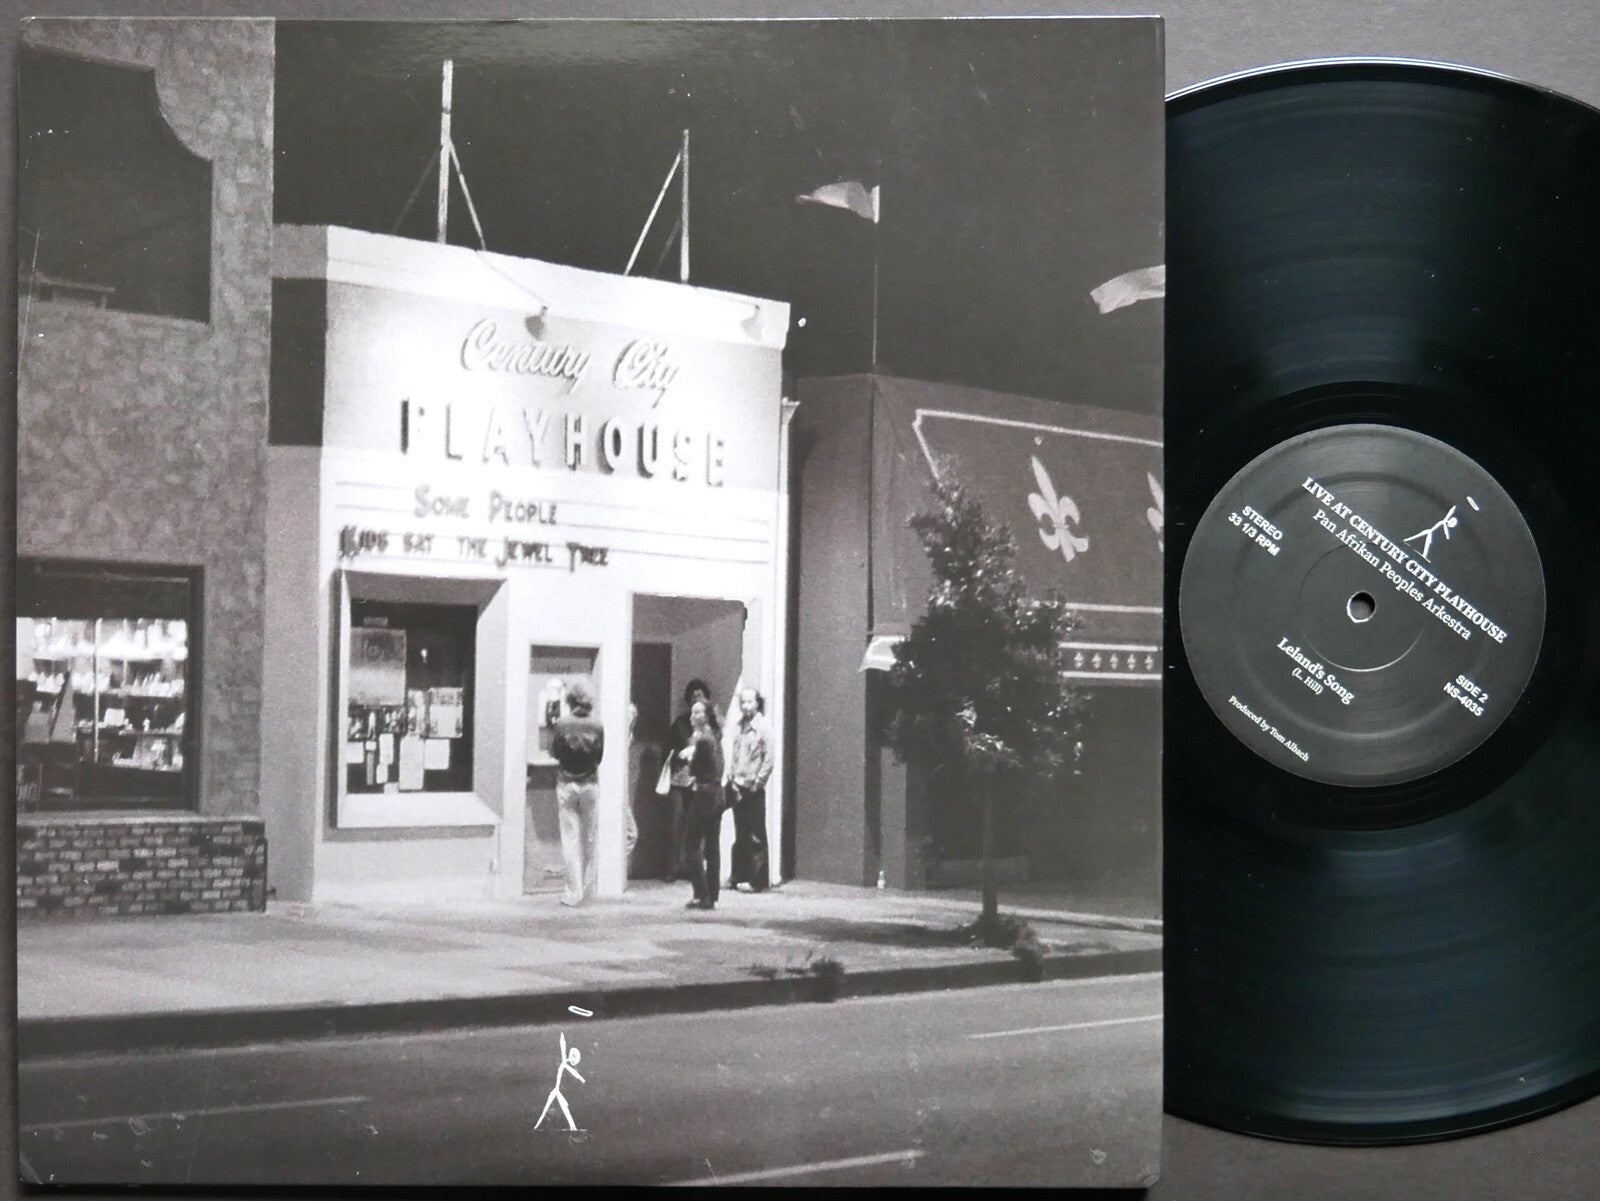 Century City
PLAYHOUSE
SOME PEOPLE
KIDS EAT THE JEWEL TREE
STEREO
33 1/3 RPM
LIVE AT CENTURY CITY PLAYHOUSE
Pan Afrikan Peoples Arkestra
Leland's Song
(L. Hill)
SIDE 2
NS-4035
Produced by Tom Albach